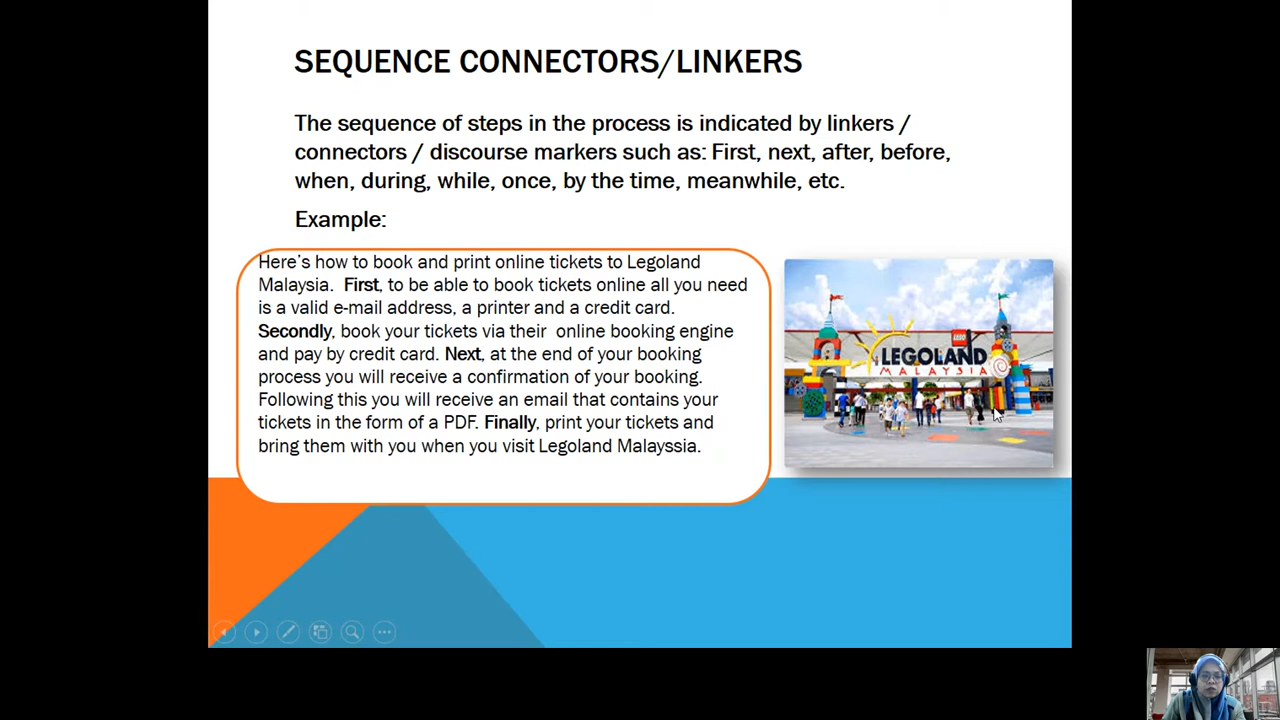 SEQUENCE CONNECTORS/LINKERS
The sequence of steps in the process is indicated by linkers /
connectors / discourse markers such as: First, next, after, before,
when, during, while, once, by the time, meanwhile, etc.
Example:
Here’s how to book and print online tickets to Legoland
Malaysia. First, to be able to book tickets online all you need
is a valid e-mail address, a printer and a credit card.
Secondly, book your tickets via their online booking engine
and pay by credit card. Next, at the end of your booking
process you will receive a confirmation of your booking.
Following this you will receive an email that contains your
tickets in the form of a PDF. Finally, print your tickets and
bring them with you when you visit Legoland Malayssia.
LEGO
LEGOLAND
MALAYSIA